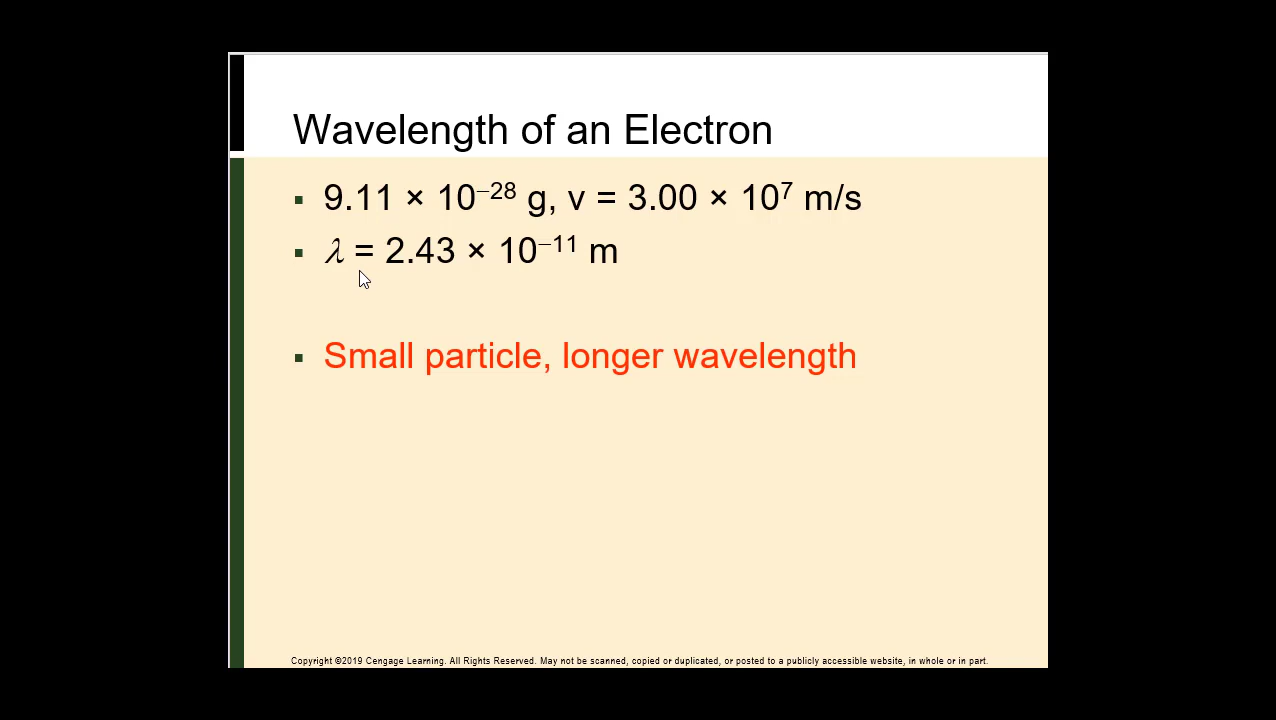 Wavelength of an Electron
▪ 9.11 × 10⁻²⁸ g, v = 3.00 × 10⁷ m/s
▪ λ = 2.43 × 10⁻¹¹ m
▪ Small particle, longer wavelength
Copyright ©2019 Cengage Learning. All Rights Reserved. May not be scanned, copied or duplicated, or posted to a publicly accessible website, in whole or in part.